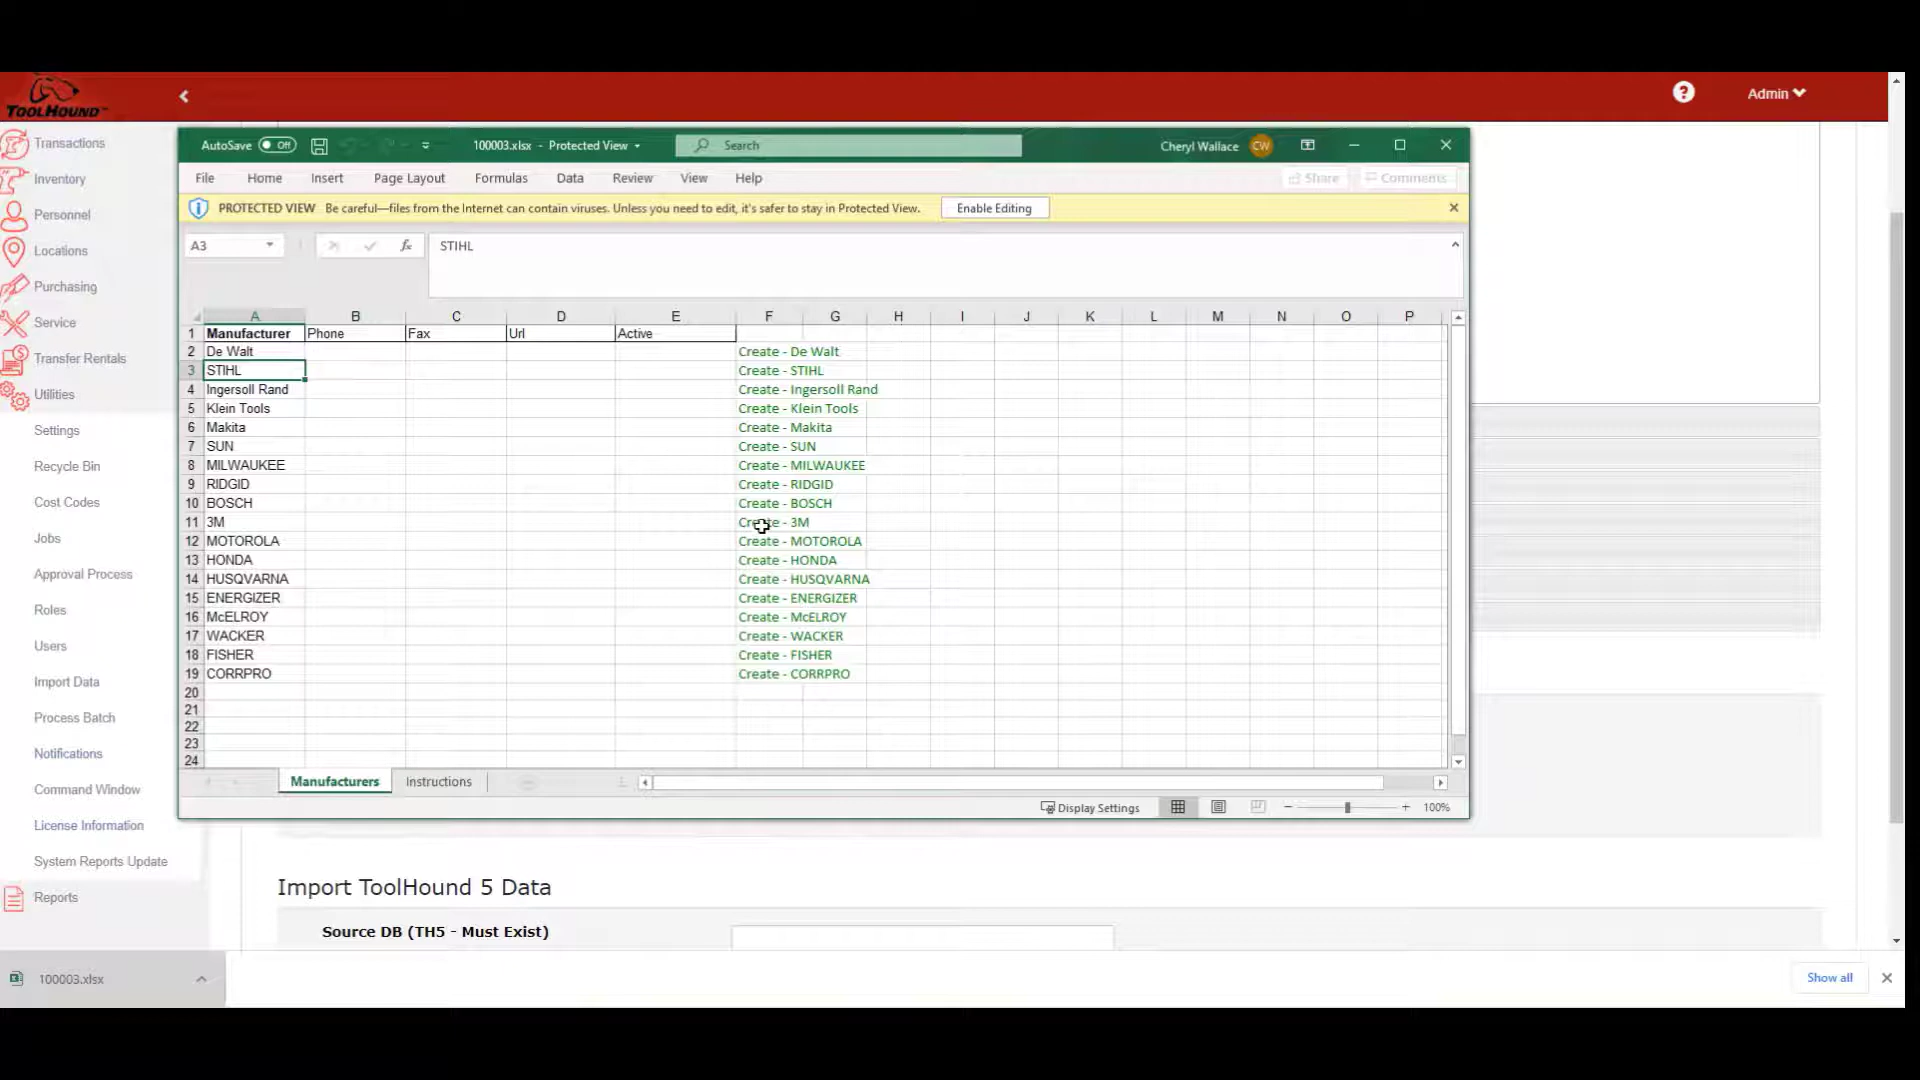 TOOLHOUND
Admin
Transactions
Inventory
Personnel
Locations
Purchasing
Service
Transfer Rentals
Utilities
Settings
Recycle Bin
Cost Codes
Jobs
Approval Process
Roles
Users
Import Data
Process Batch
Notifications
Command Window
License Information
System Reports Update
Reports
AutoSave Off
100003.xlsx - Protected View
Search
Cheryl Wallace CW
File Home Insert Page Layout Formulas Data Review View Help Share Comments
PROTECTED VIEW Be careful—files from the Internet can contain viruses. Unless you need to edit, it's safer to stay in Protected View. Enable Editing
A3 fx STIHL
A B C D E F G H I J K L M N O P
1 Manufacturer Phone Fax Url Active
2 De Walt Create - De Walt
3 STIHL Create - STIHL
4 Ingersoll Rand Create - Ingersoll Rand
5 Klein Tools Create - Klein Tools
6 Makita Create - Makita
7 SUN Create - SUN
8 MILWAUKEE Create - MILWAUKEE
9 RIDGID Create - RIDGID
10 BOSCH Create - BOSCH
11 3M Create - 3M
12 MOTOROLA Create - MOTOROLA
13 HONDA Create - HONDA
14 HUSQVARNA Create - HUSQVARNA
15 ENERGIZER Create - ENERGIZER
16 McELROY Create - McELROY
17 WACKER Create - WACKER
18 FISHER Create - FISHER
19 CORRPRO Create - CORRPRO
20
21
22
23
24
Manufacturers Instructions
Display Settings 100%
Import ToolHound 5 Data
Source DB (TH5 - Must Exist)
100003.xlsx
Show all